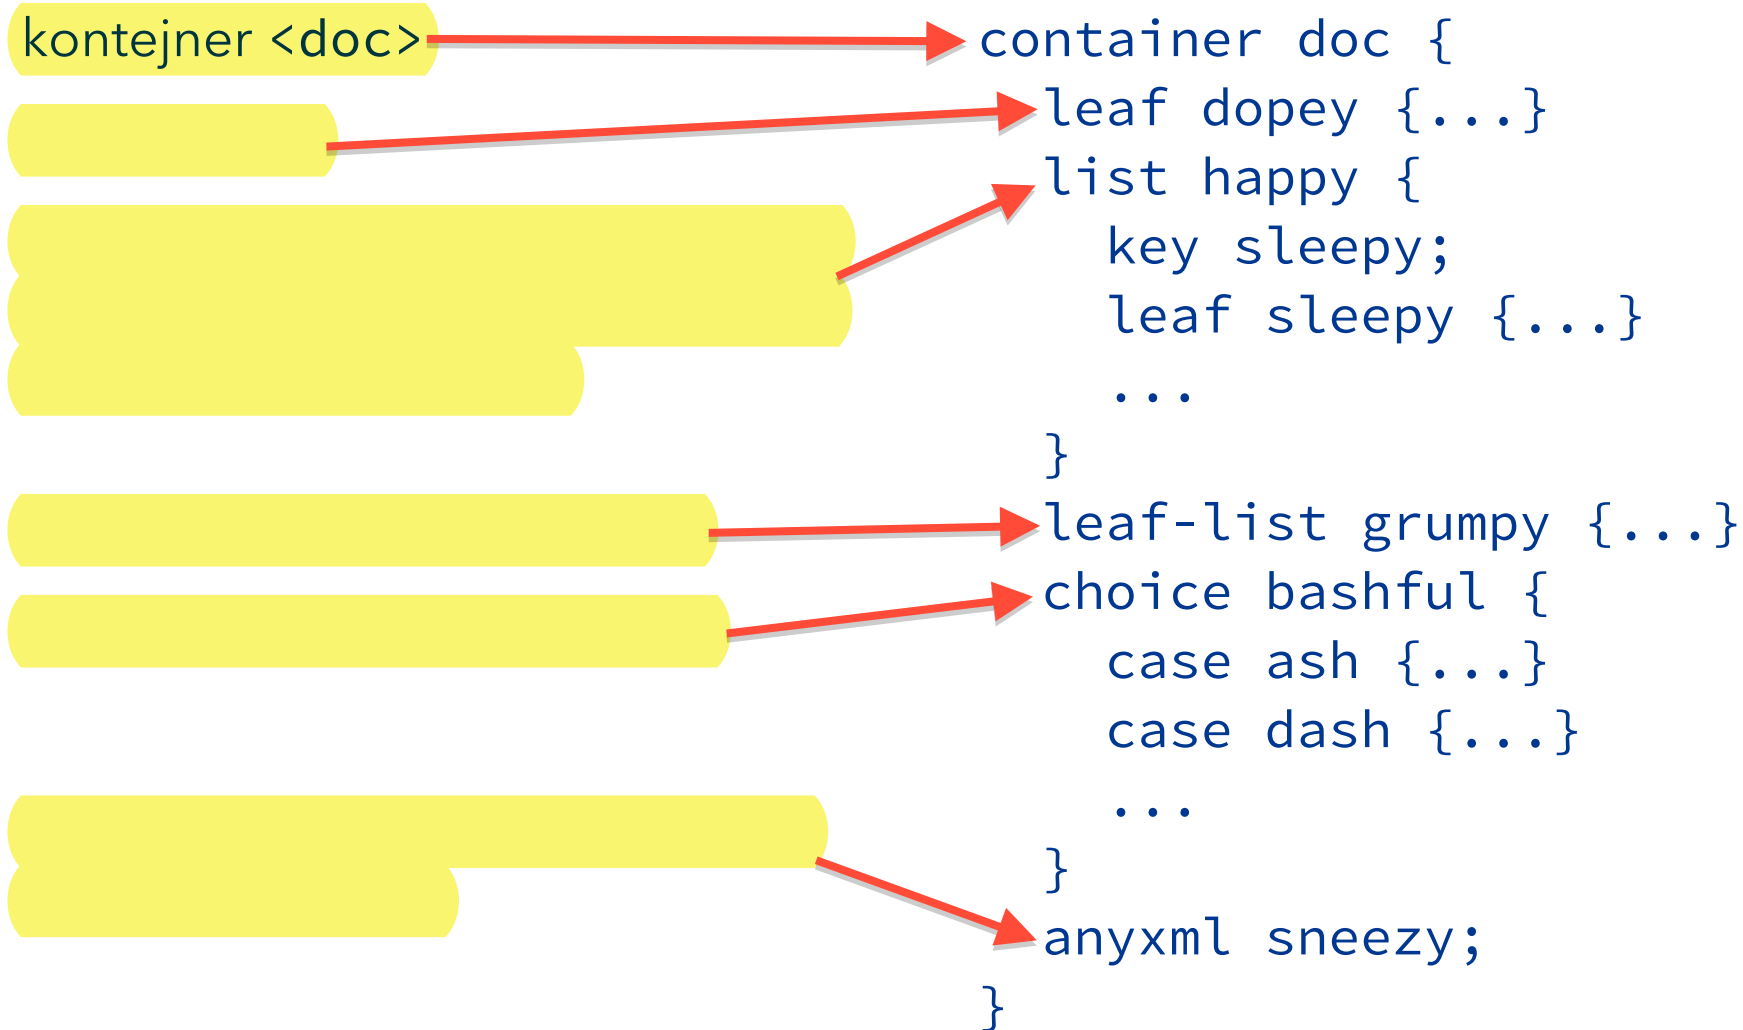 kontejner <doc>
container doc {
leaf dopey {...}
list happy {
key sleepy;
leaf sleepy {...}
...
}
leaf-list grumpy {...}
choice bashful {
case ash {...}
case dash {...}
...
}
anyxml sneezy;
}